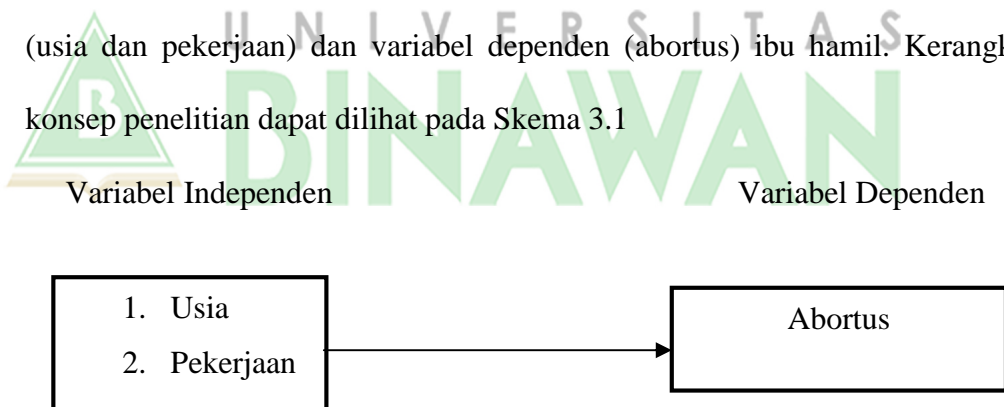 UNIVERSITAS
(usia dan pekerjaan) dan variabel dependen (abortus) ibu hamil.
konsep penelitian dapat dilihat pada Skema 3.1
BINAWAN
Variabel Independen Variabel Dependen
1. Usia
2. Pekerjaan
Abortus